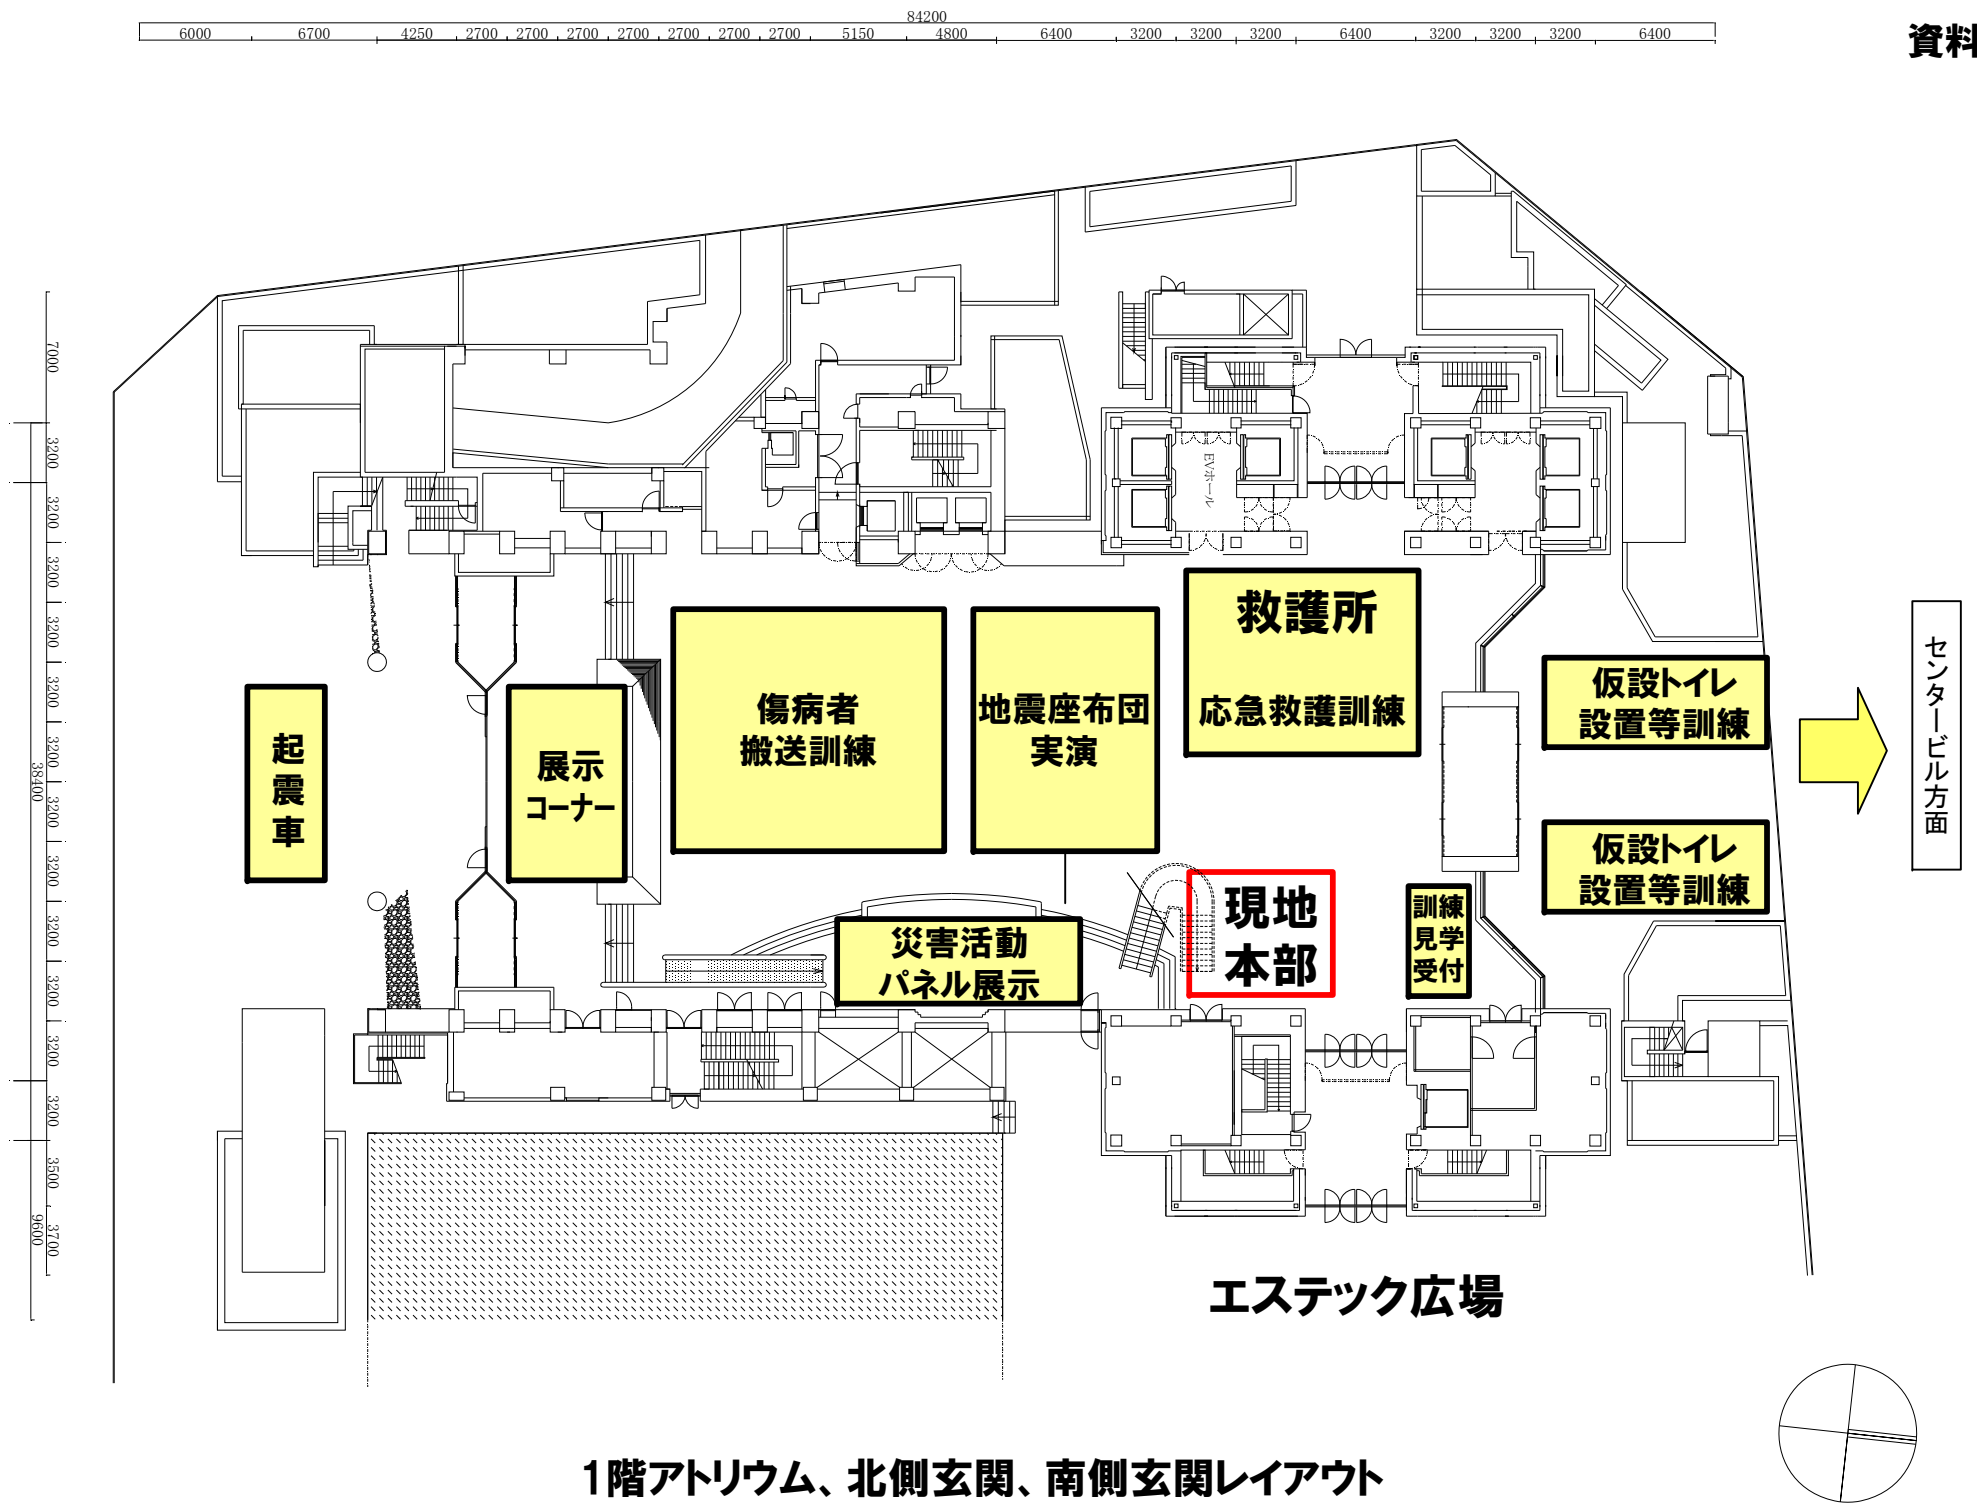 84200
6000 6700 4250 2700 2700 2700 2700 2700 2700 2700 5150 4800 6400 3200 3200 3200 6400 3200 3200 3200 6400
資料
7000
3200
3200
3200
3200
3200
3200
3200
3200
3200
3200
3200
3200
3500
3700
38400
9600
EVホール
救護所
応急救護訓練
傷病者
搬送訓練
地震座布団
実演
仮設トイレ
設置等訓練
センタービル方面
起震車
展示
コーナー
仮設トイレ
設置等訓練
現地
本部
訓練
見学
受付
災害活動
パネル展示
エステック広場
1階アトリウム、北側玄関、南側玄関レイアウト